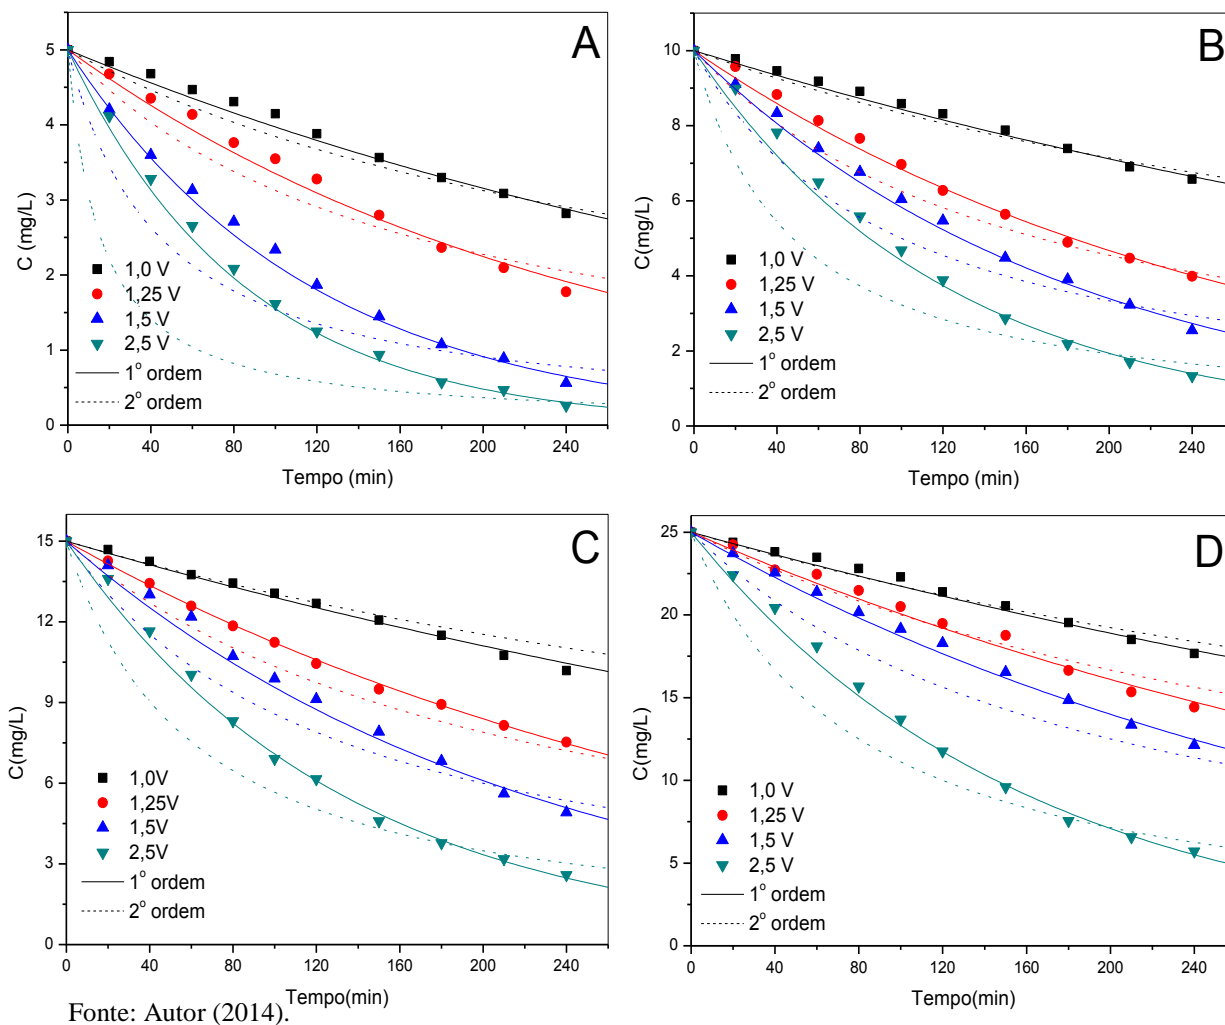 A
5
4
3
2
1
0
C (mg/L)
1,0 V
1,25 V
1,5 V
2,5 V
1° ordem
2° ordem
0 40 80 120 160 200 240
Tempo (min)
B
10
8
6
4
2
0
C(mg/L)
1,0 V
1,25 V
1,5 V
2,5 V
1° ordem
2° ordem
0 40 80 120 160 200 240
Tempo (min)
C
15
12
9
6
3
0
C(mg/L)
1,0V
1,25V
1,5V
2,5V
1° ordem
2° ordem
0 40 80 120 160 200 240
Tempo(min)
D
25
20
15
10
5
0
C(mg/L)
1,0 V
1,25 V
1,5 V
2,5 V
1° ordem
2° ordem
0 40 80 120 160 200 240
Tempo(min)
Fonte: Autor (2014).